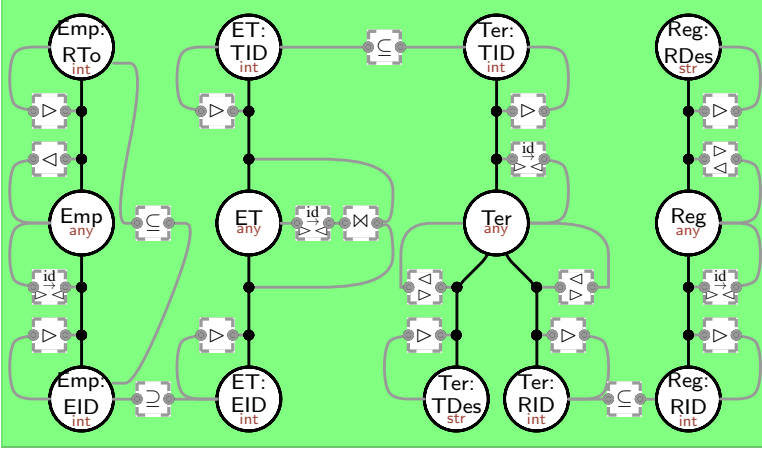 Emp:
RTo
int
ET:
TID
int
⊆
Ter:
TID
int
Reg:
RDes
str
▷
▷
▷
▷
◁
id
→
▷ ◁
▷
◁
Emp
any
⊆
ET
any
id
→
▷ ◁
⋈
Ter
any
Reg
any
id
→
▷ ◁
◁
▷
◁
▷
id
→
▷ ◁
▷
▷
▷
▷
▷
Emp:
EID
int
⊇
ET:
EID
int
Ter:
TDes
str
Ter:
RID
int
⊆
Reg:
RID
int